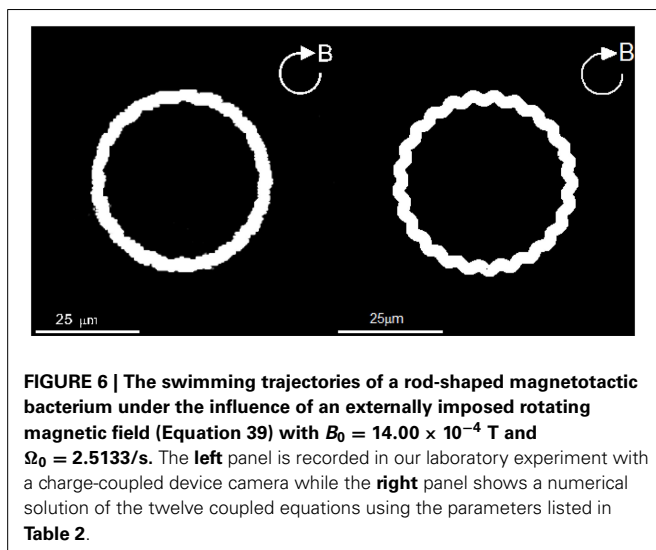 B
B
25 μm
25μm
FIGURE 6 | The swimming trajectories of a rod-shaped magnetotactic
bacterium under the influence of an externally imposed rotating
magnetic field (Equation 39) with B₀ = 14.00 × 10⁻⁴ T and
Ω₀ = 2.5133/s. The left panel is recorded in our laboratory experiment with
a charge-coupled device camera while the right panel shows a numerical
solution of the twelve coupled equations using the parameters listed in
Table 2.